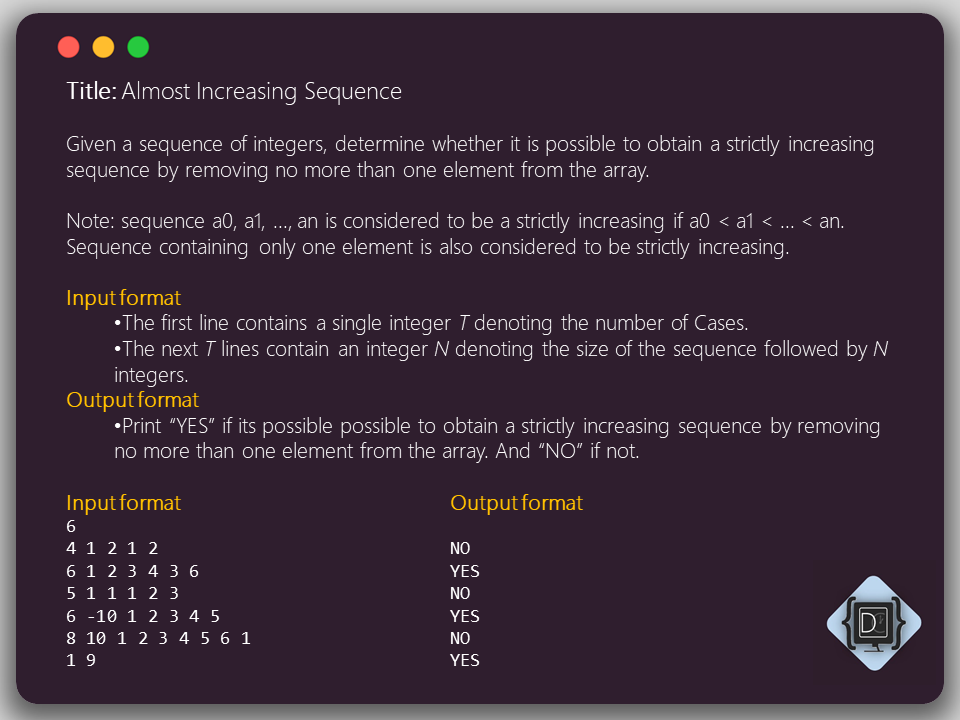 Title: Almost Increasing Sequence
Given a sequence of integers, determine whether it is possible to obtain a strictly increasing
sequence by removing no more than one element from the array.
Note: sequence a0, a1, ..., an is considered to be a strictly increasing if a0 < a1 < ... < an.
Sequence containing only one element is also considered to be strictly increasing.
Input format
•The first line contains a single integer T denoting the number of Cases.
•The next T lines contain an integer N denoting the size of the sequence followed by N
integers.
Output format
•Print “YES” if its possible possible to obtain a strictly increasing sequence by removing
no more than one element from the array. And “NO” if not.
Input format
6
4 1 2 1 2
6 1 2 3 4 3 6
5 1 1 1 2 3
6 -10 1 2 3 4 5
8 10 1 2 3 4 5 6 1
1 9
Output format
NO
YES
NO
YES
NO
YES